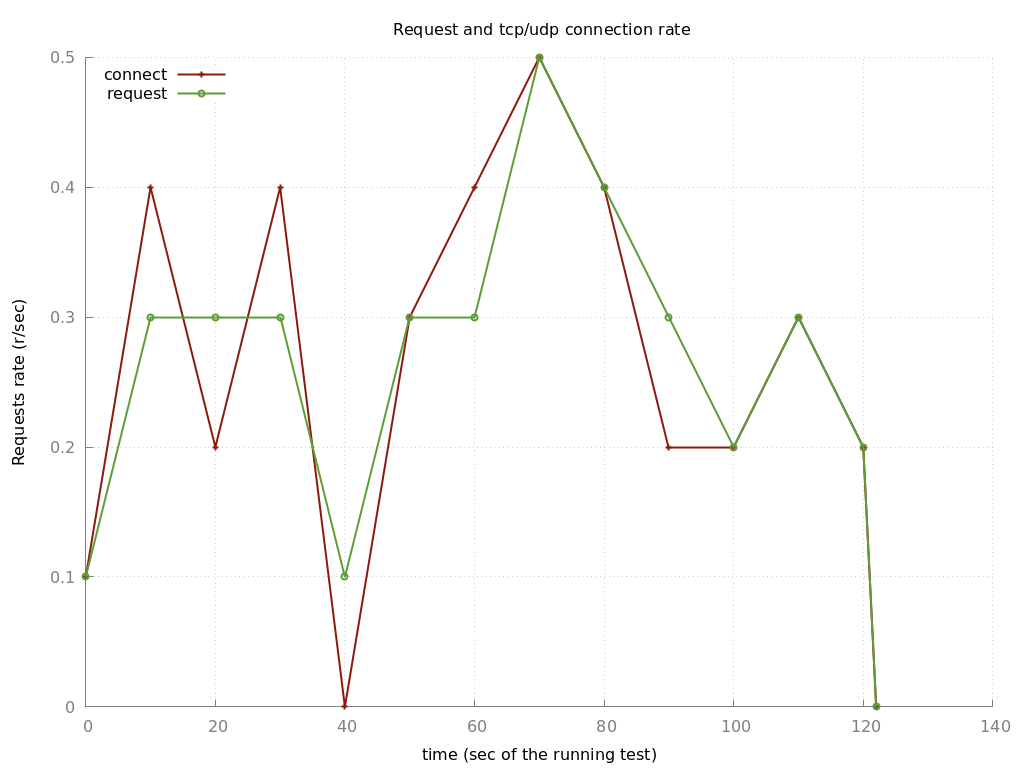 Request and tcp/udp connection rate
connect
request
0.5
0.4
0.3
0.2
0.1
0
Requests rate (r/sec)
0 20 40 60 80 100 120 140
time (sec of the running test)